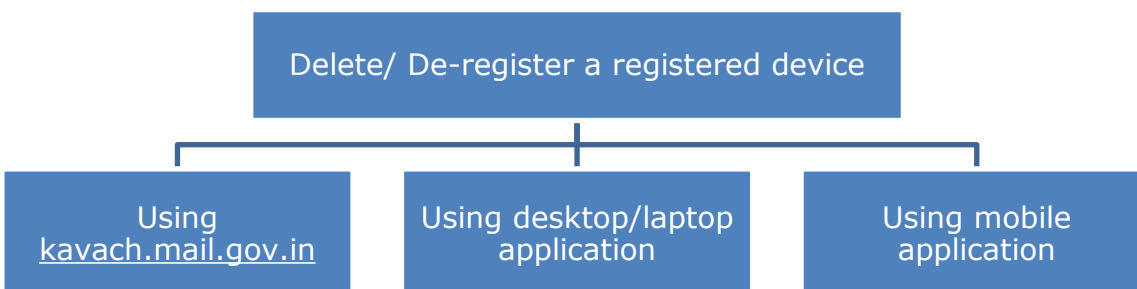 Delete/ De-register a registered device
Using
kavach.mail.gov.in
Using desktop/laptop
application
Using mobile
application